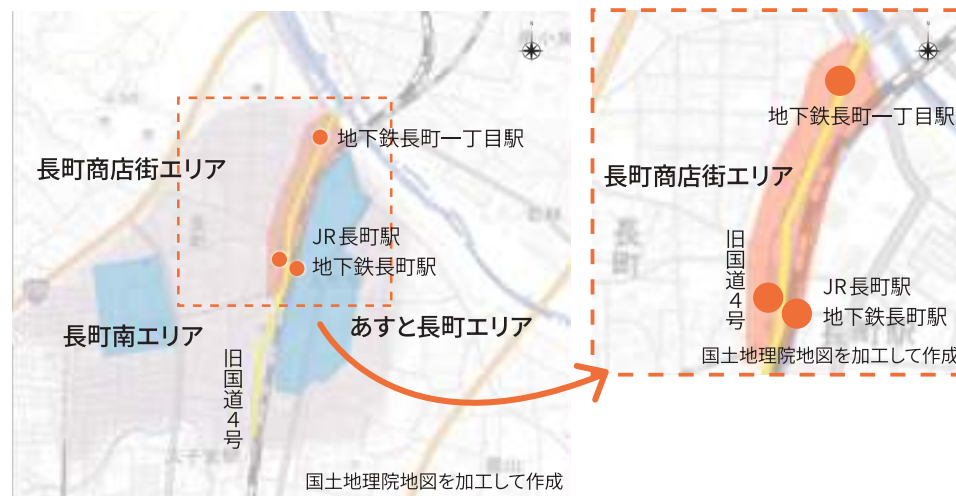 地下鉄長町一丁目駅
長町商店街エリア
JR長町駅
地下鉄長町駅
長町南エリア
あすと長町エリア
旧国道4号
国土地理院地図を加工して作成
地下鉄長町一丁目駅
長町商店街エリア
長町
旧国道4号
JR長町駅
地下鉄長町駅
国土地理院地図を加工して作成